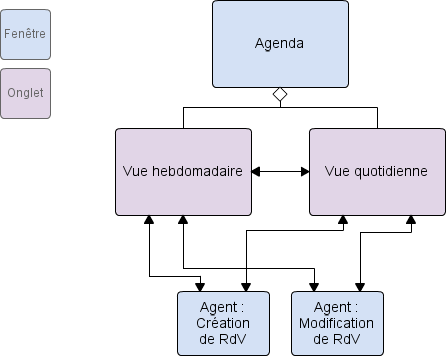 Fenêtre
Agenda
Onglet
Vue hebdomadaire
Vue quotidienne
Agent :
Création
de RdV
Agent :
Modification
de RdV